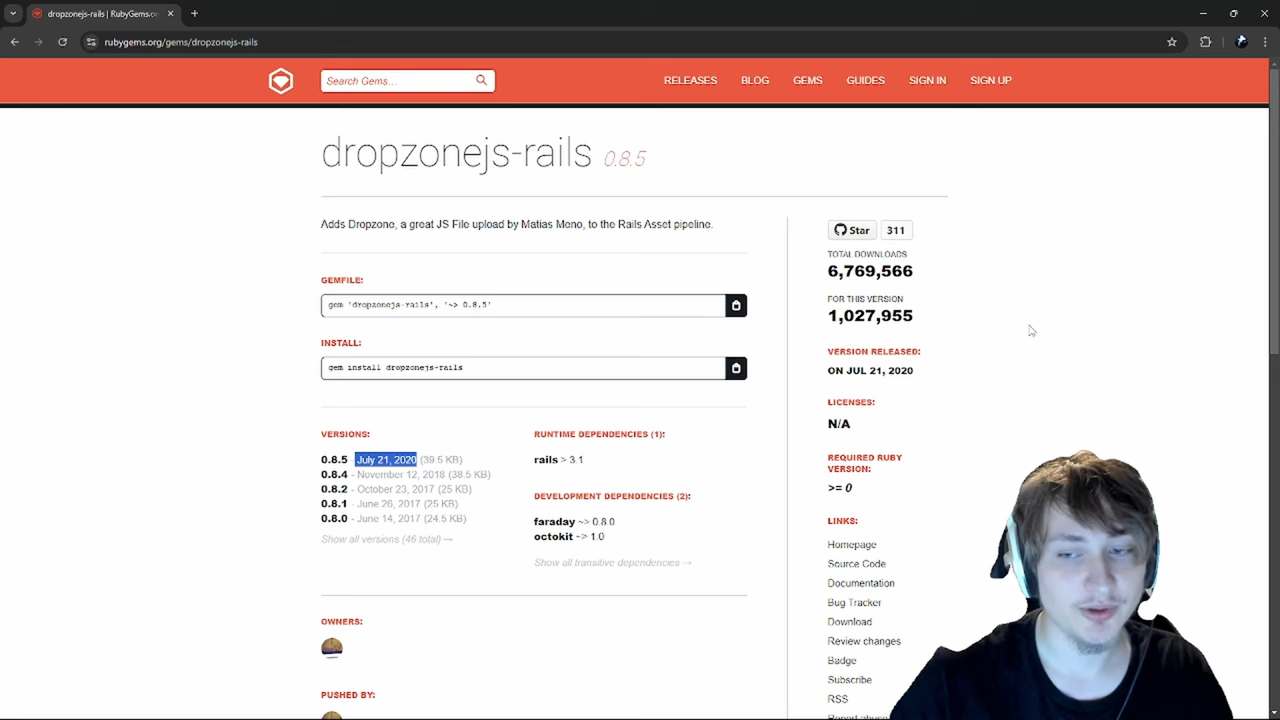 dropzonejs-rails | RubyGems.org
rubygems.org/gems/dropzonejs-rails
Search Gems…
RELEASES
BLOG
GEMS
GUIDES
SIGN IN
SIGN UP
dropzonejs-rails 0.8.5
Adds Dropzone, a great JS File upload by Matias Meno, to the Rails Asset pipeline.
GEMFILE:
gem 'dropzonejs-rails', '~> 0.8.5'
INSTALL:
gem install dropzonejs-rails
VERSIONS:
0.8.5 - July 21, 2020 (39.5 KB)
0.8.4 - November 12, 2018 (38.5 KB)
0.8.2 - October 23, 2017 (25 KB)
0.8.1 - June 26, 2017 (25 KB)
0.8.0 - June 14, 2017 (24.5 KB)
Show all versions (46 total) →
RUNTIME DEPENDENCIES (1):
rails > 3.1
DEVELOPMENT DEPENDENCIES (2):
faraday ~> 0.8.0
octokit ~> 1.0
Show all transitive dependencies →
OWNERS:
PUSHED BY:
Star 311
TOTAL DOWNLOADS
6,769,566
FOR THIS VERSION
1,027,955
VERSION RELEASED:
ON JUL 21, 2020
LICENSES:
N/A
REQUIRED RUBY
VERSION:
>= 0
LINKS:
Homepage
Source Code
Documentation
Bug Tracker
Download
Review changes
Badge
Subscribe
RSS
Report abuse